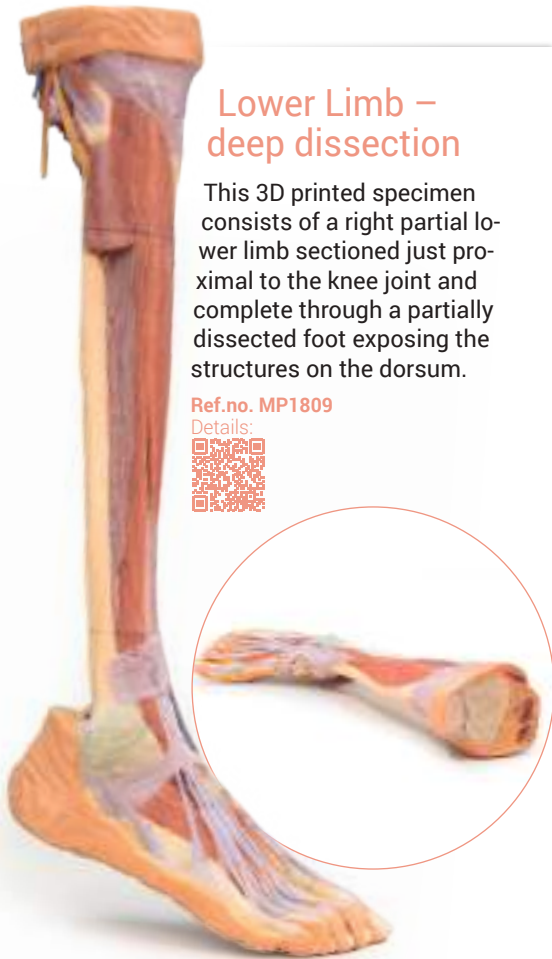 Lower Limb –
deep dissection
This 3D printed specimen
consists of a right partial lo-
wer limb sectioned just pro-
ximal to the knee joint and
complete through a partially
dissected foot exposing the
structures on the dorsum.
Ref.no. MP1809
Details: